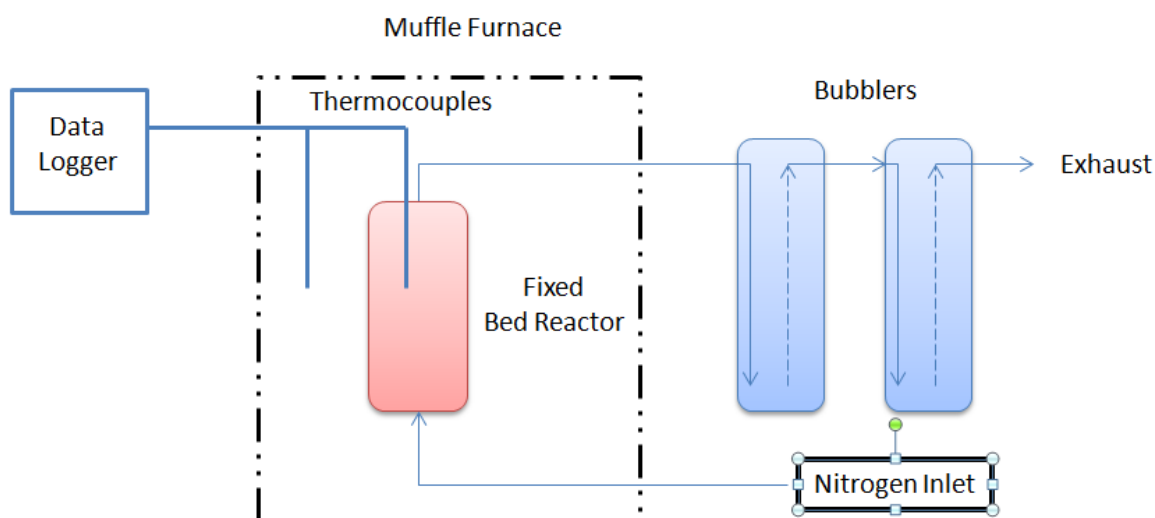 Muffle Furnace
Thermocouples
Bubblers
Data
Logger
Exhaust
Fixed
Bed Reactor
Nitrogen Inlet